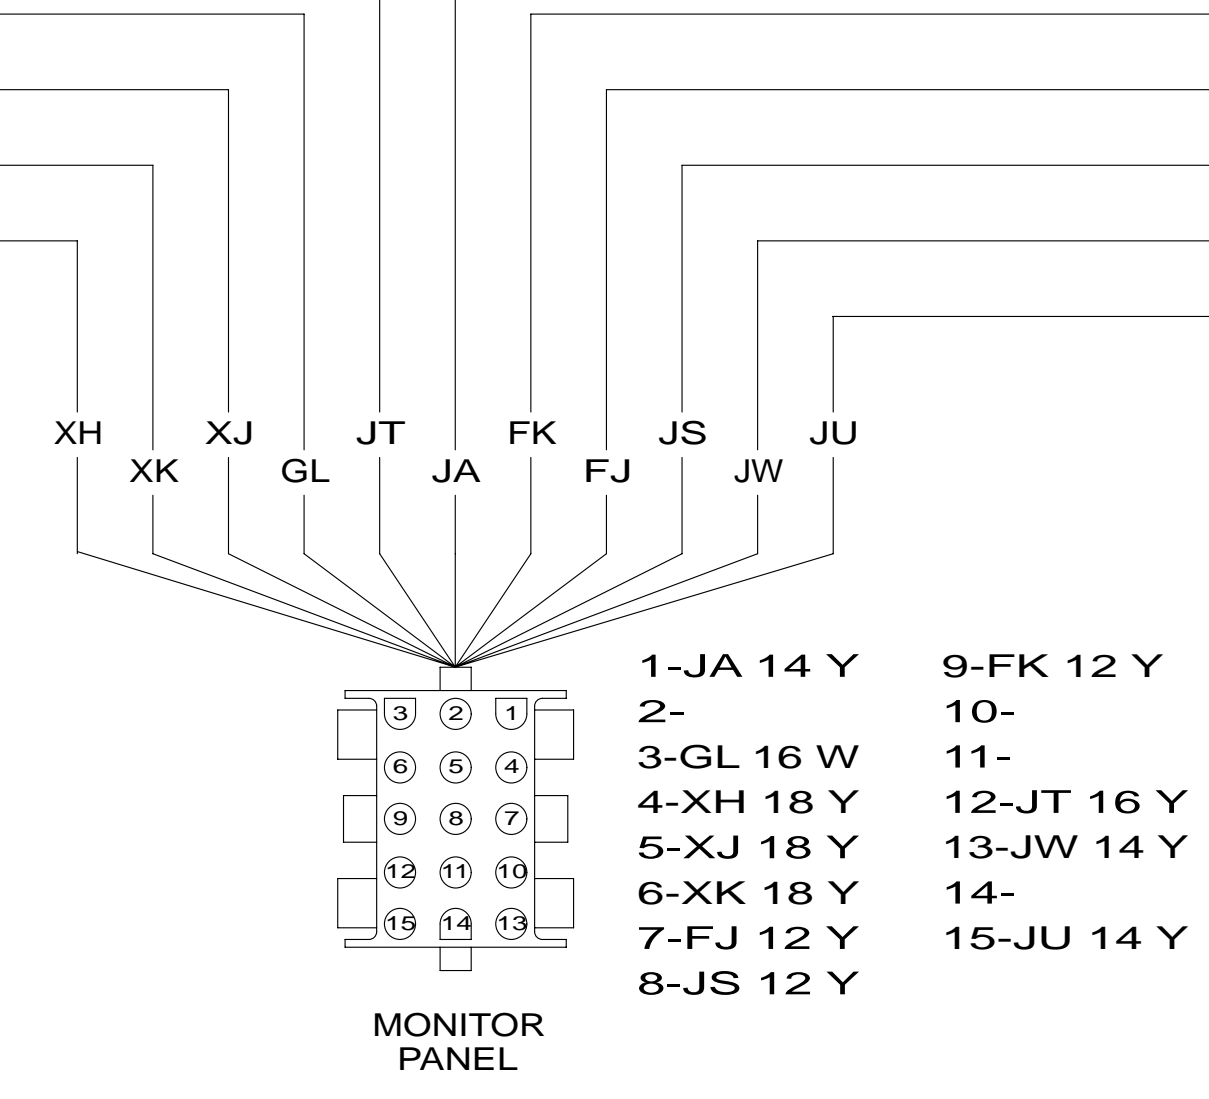 XH XJ JT FK JS JU
XK GL JA FJ JW
3 2 1
6 5 4
9 8 7
12 11 10
15 14 13
MONITOR
PANEL
1-JA 14 Y
2-
3-GL 16 W
4-XH 18 Y
5-XJ 18 Y
6-XK 18 Y
7-FJ 12 Y
8-JS 12 Y
9-FK 12 Y
10-
11-
12-JT 16 Y
13-JW 14 Y
14-
15-JU 14 Y